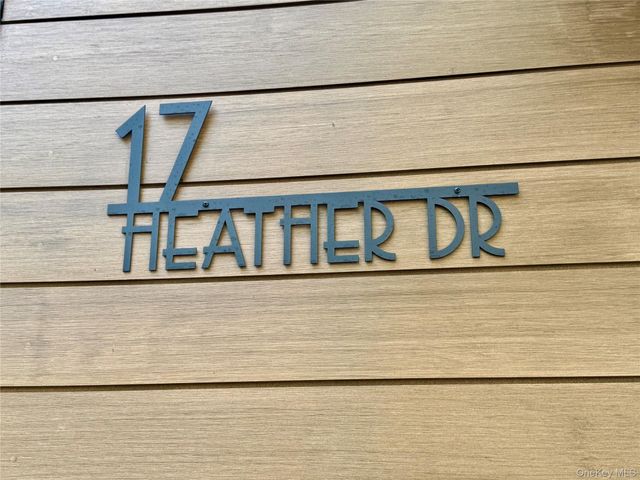 17
HEATHER DR
OneKey MLS